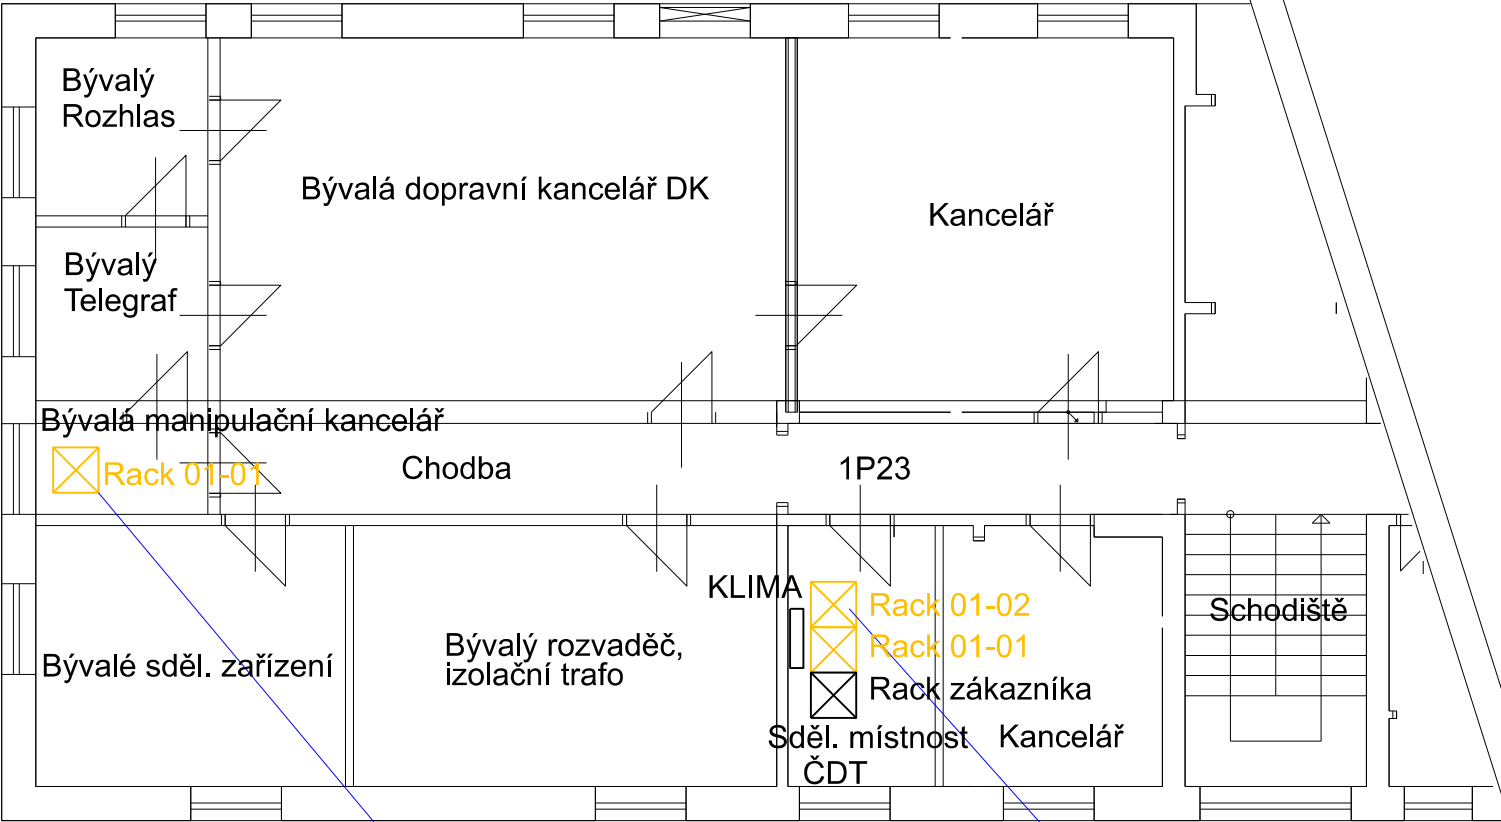 Bývalý
Rozhlas
Bývalá dopravní kancelář DK
Kancelář
Bývalý
Telegraf
Bývalá manipulační kancelář
Rack 01-01
Chodba
1P23
KLIMA
Rack 01-02
Rack 01-01
Rack zákazníka
Schodiště
Bývalé sděl. zařízení
Bývalý rozvaděč,
izolační trafo
Sděl. místnost
ČDT
Kancelář